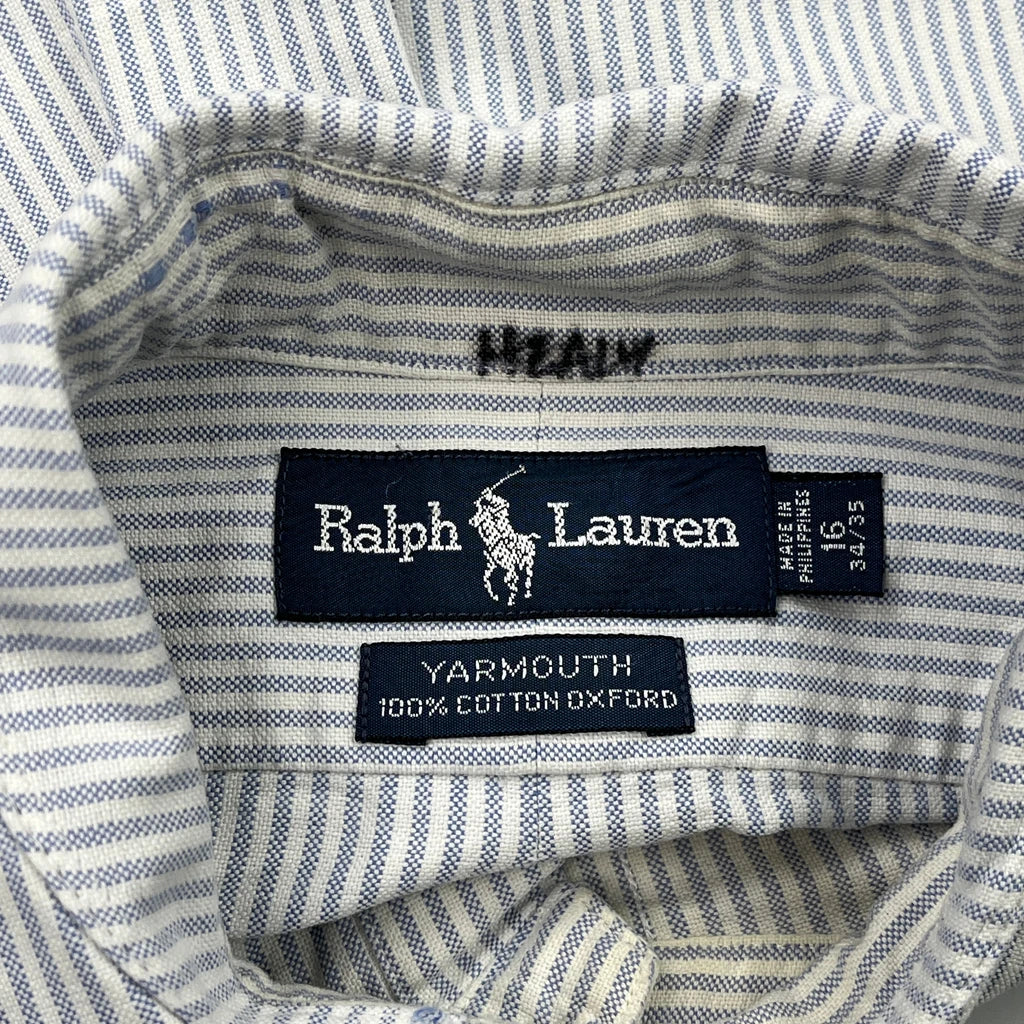 Ralph Lauren
MADE IN
PHILIPPINES
16
34/35
YARMOUTH
100% COTTON OXFORD